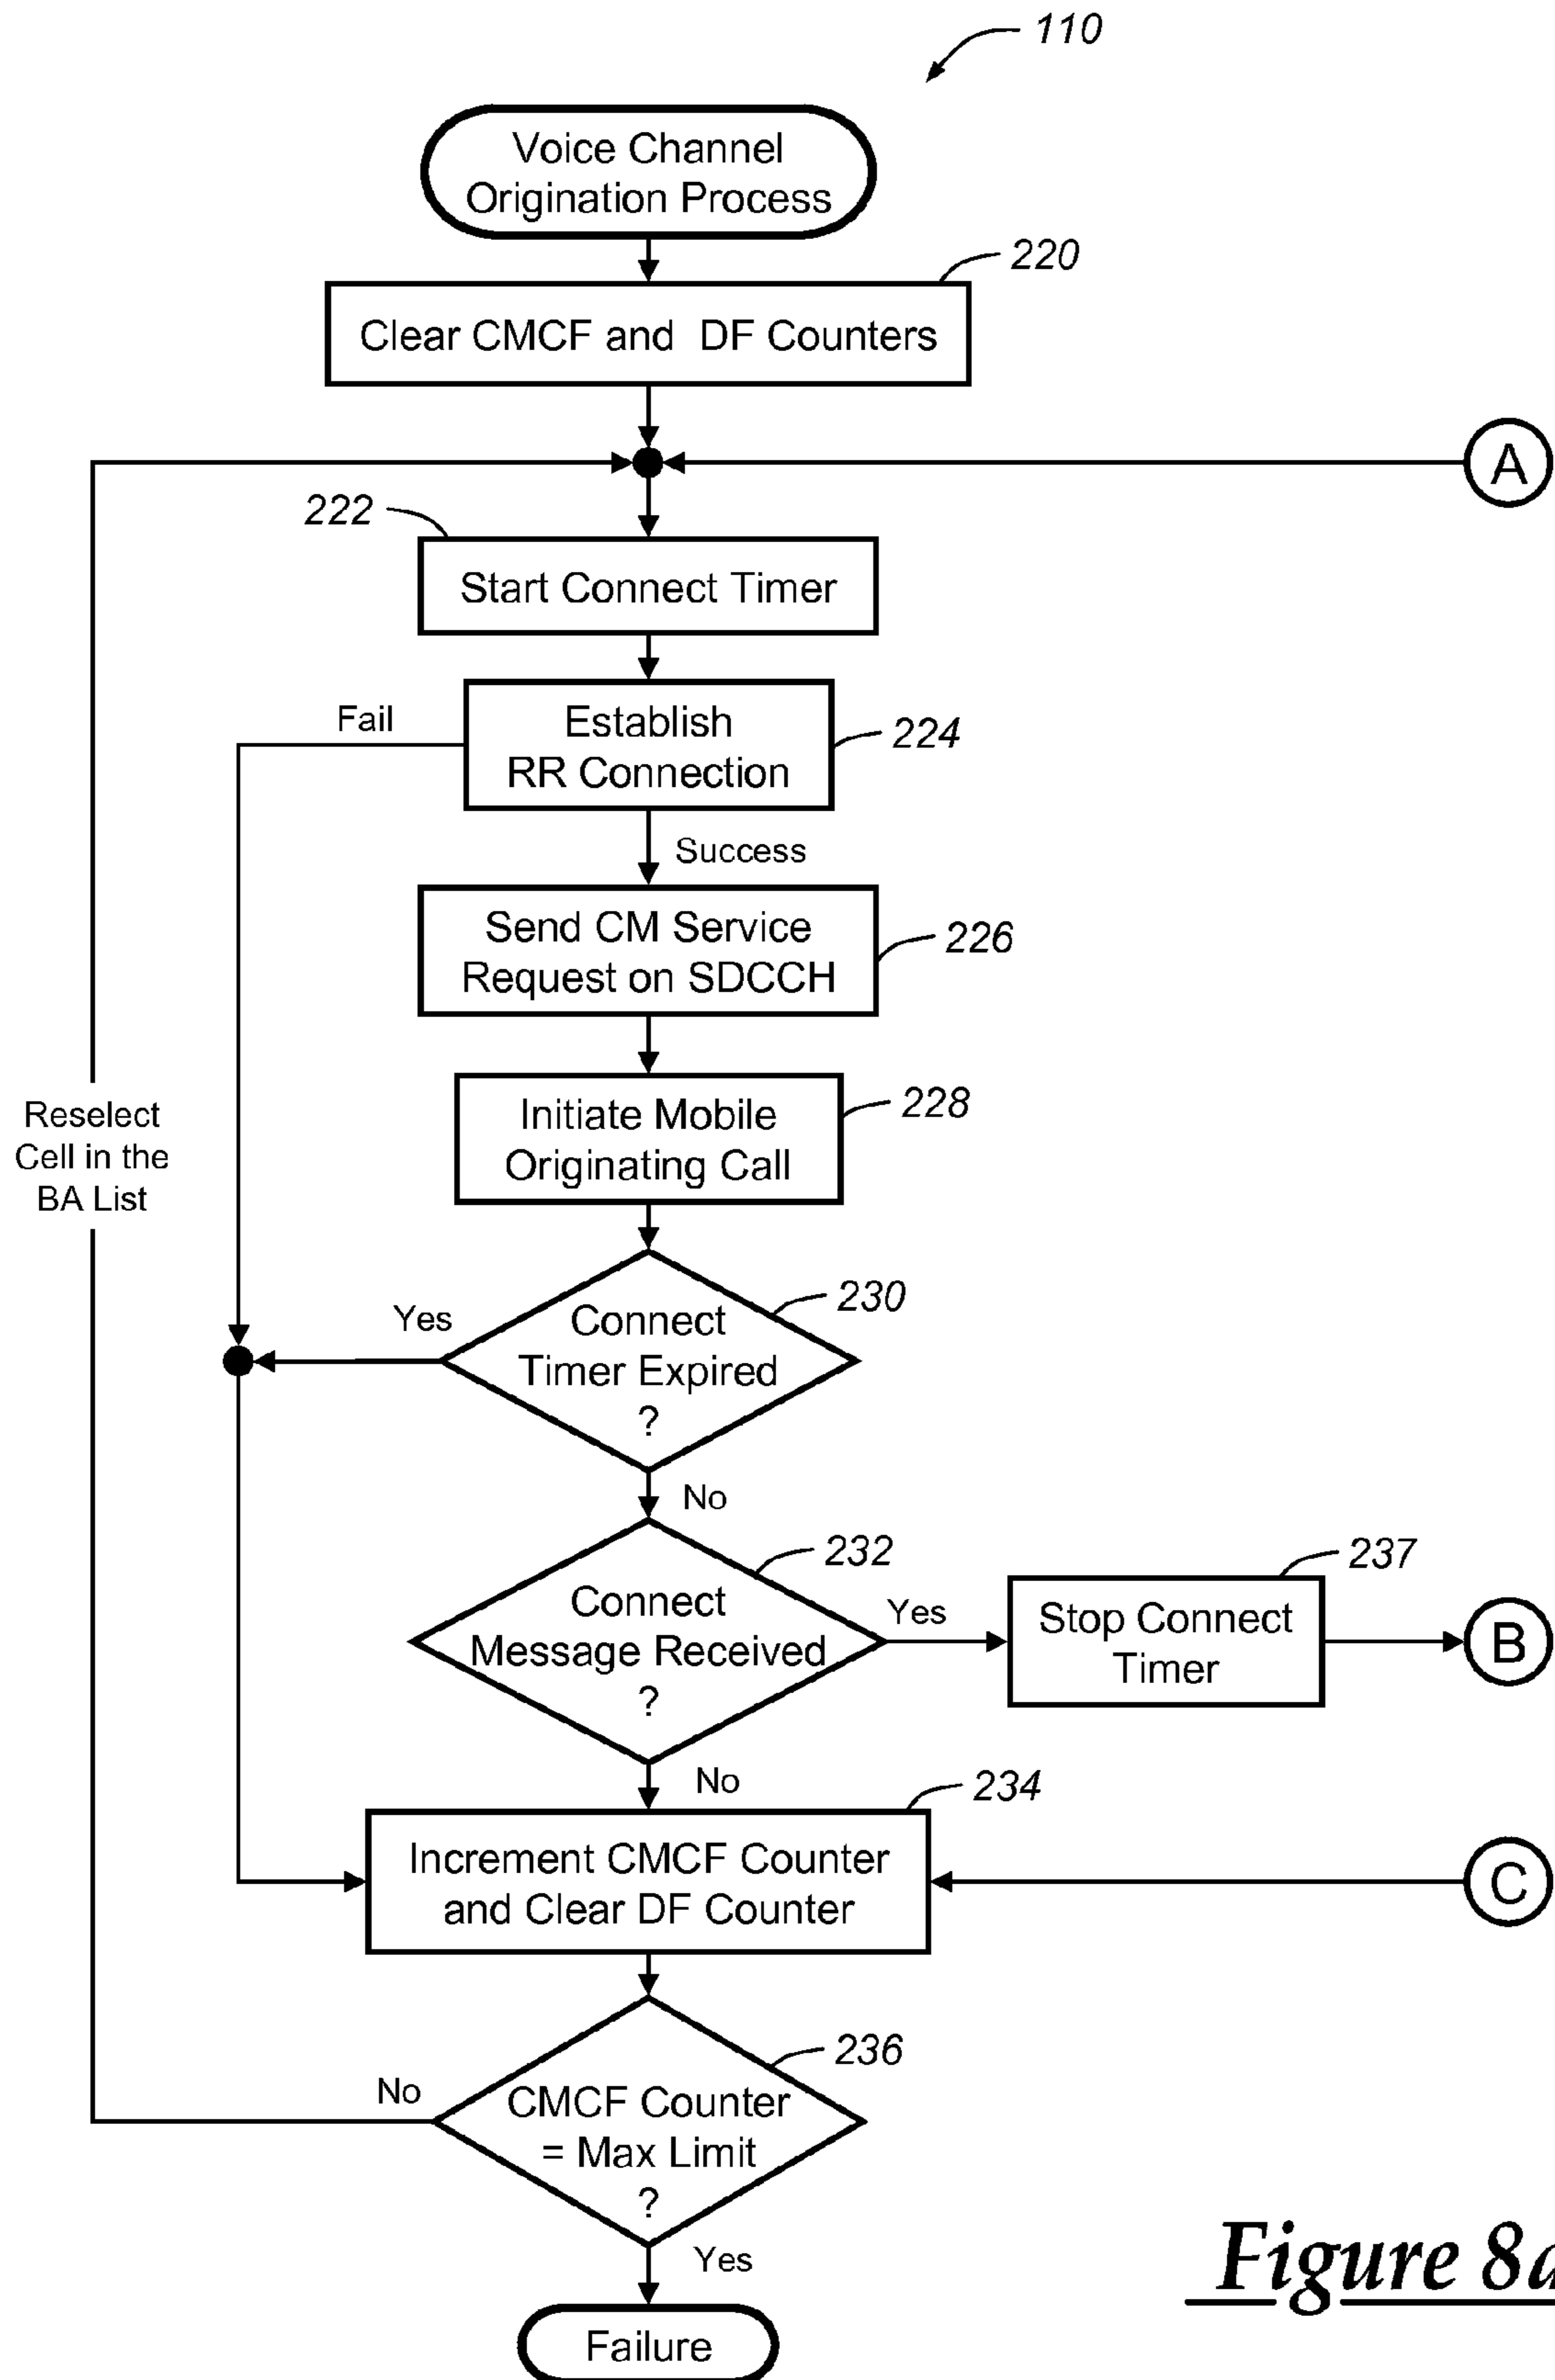 110
Voice Channel
Origination Process
220
Clear CMCF and DF Counters
A
222
Start Connect Timer
Fail
Establish
RR Connection
224
Success
Send CM Service
Request on SDCCH
226
Reselect
Cell in the
BA List
Initiate Mobile
Originating Call
228
Yes
Connect
Timer Expired
?
230
No
232
Connect
Message Received
?
Yes
237
Stop Connect
Timer
B
No
234
Increment CMCF Counter
and Clear DF Counter
C
236
No
CMCF Counter
= Max Limit
?
Yes
Failure
Figure 8a